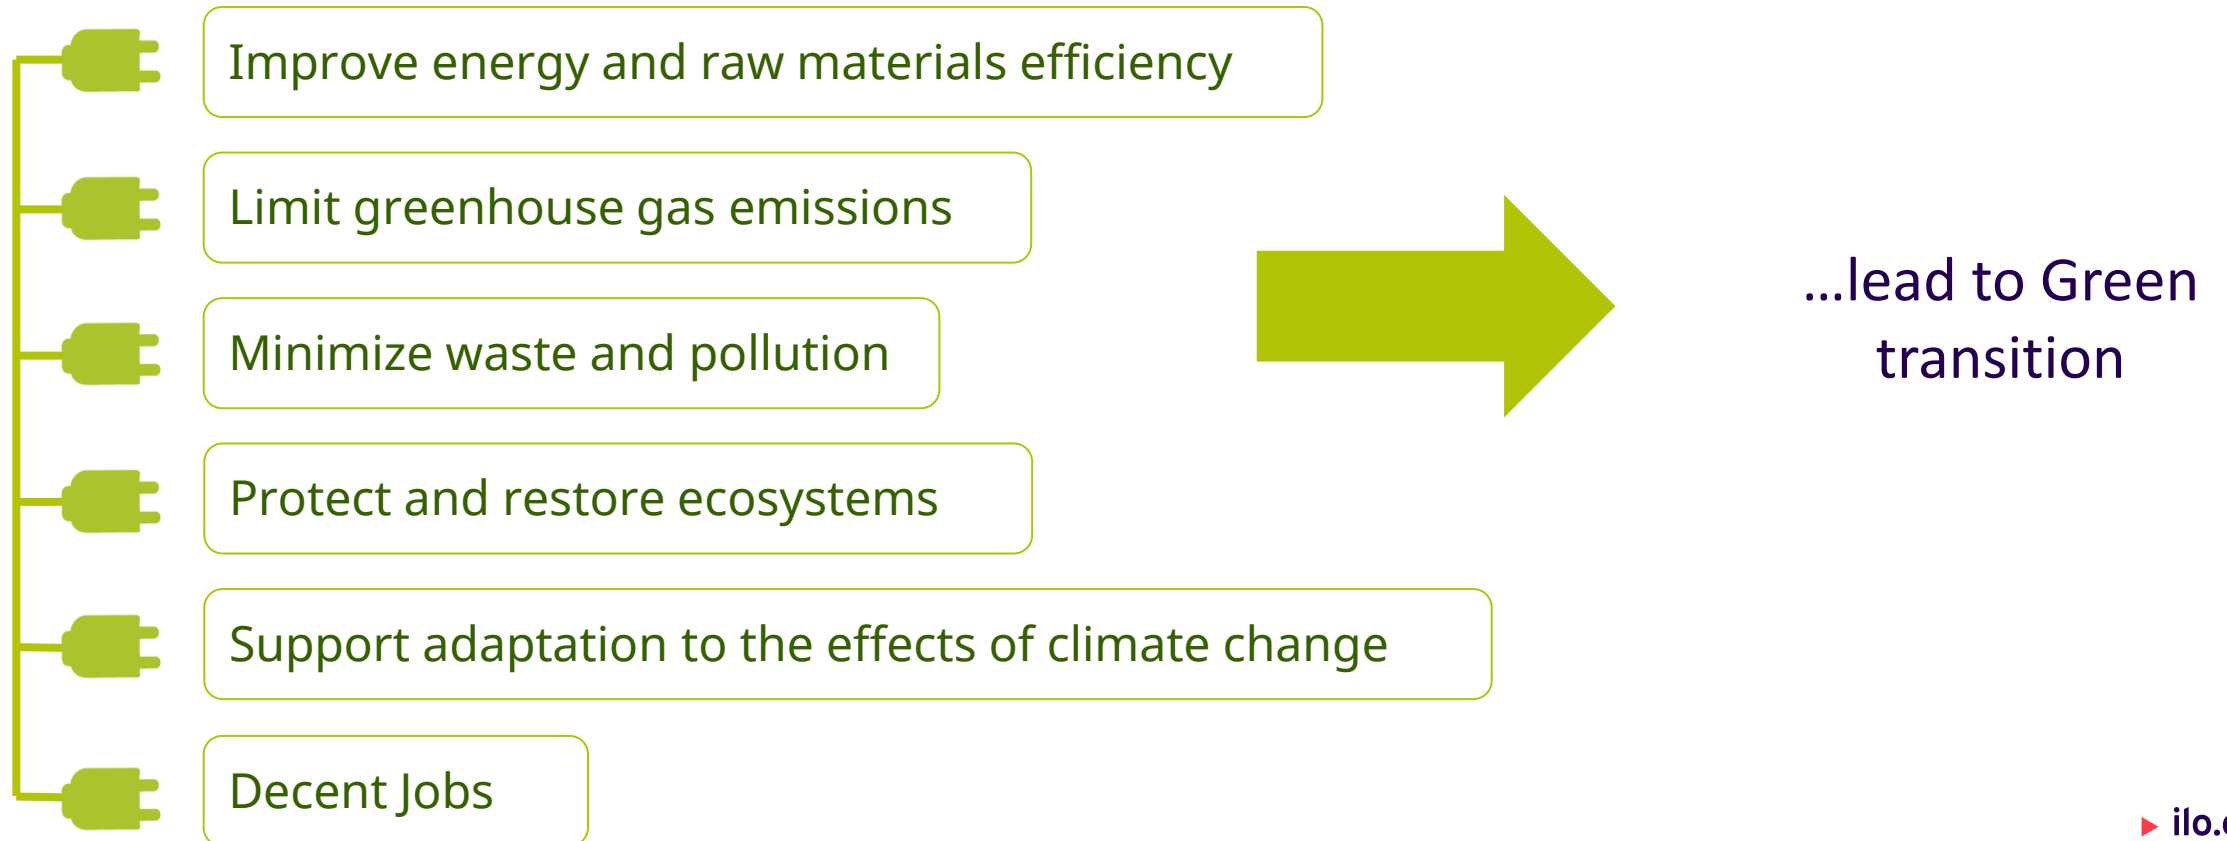 Improve energy and raw materials efficiency
Limit greenhouse gas emissions
Minimize waste and pollution
Protect and restore ecosystems
Support adaptation to the effects of climate change
Decent Jobs
...lead to Green
transition
ilo.